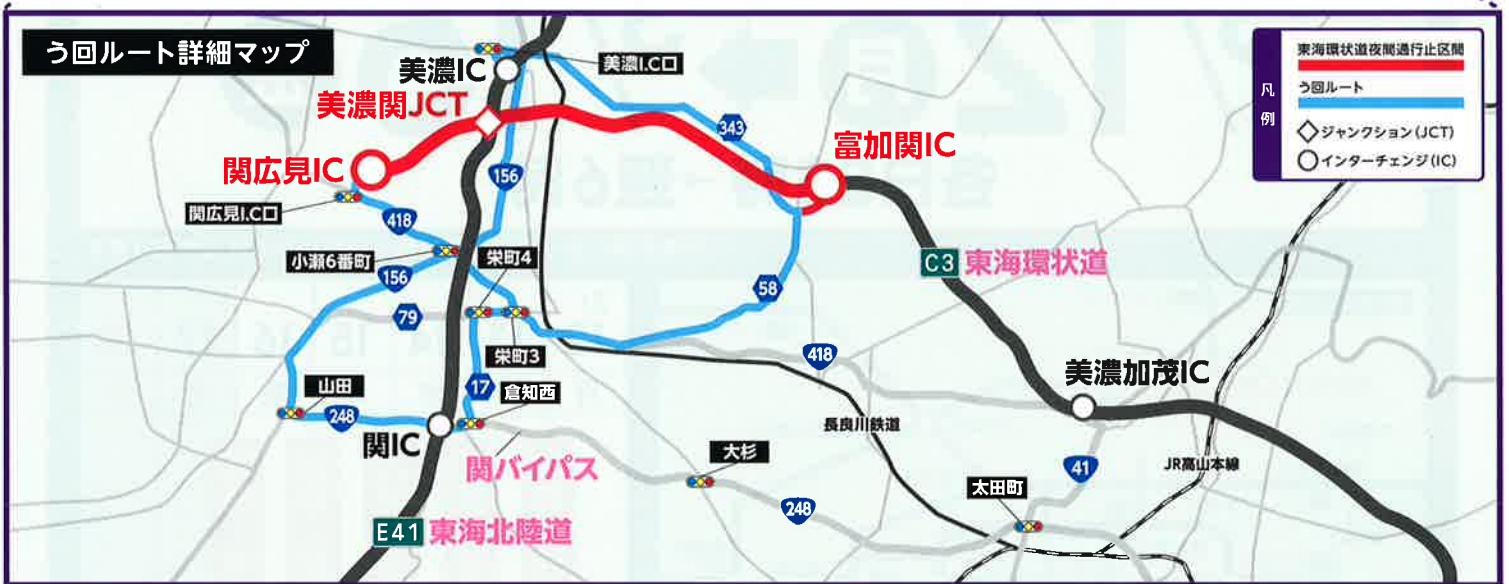 う回ルート詳細マップ
東海環状道夜間通行止区間
う回ルート
凡例
ジャンクション(JCT)
インターチェンジ(IC)
美濃IC
美濃I.C口
美濃関JCT
343
富加関IC
関広見IC
156
関広見I.C口
418
小瀬6番町
栄町4
C3 東海環状道
156
58
79
栄町3
418
美濃加茂IC
17
倉知西
山田
248
長良川鉄道
関IC
関バイパス
大杉
41
JR高山本線
太田町
248
E41 東海北陸道